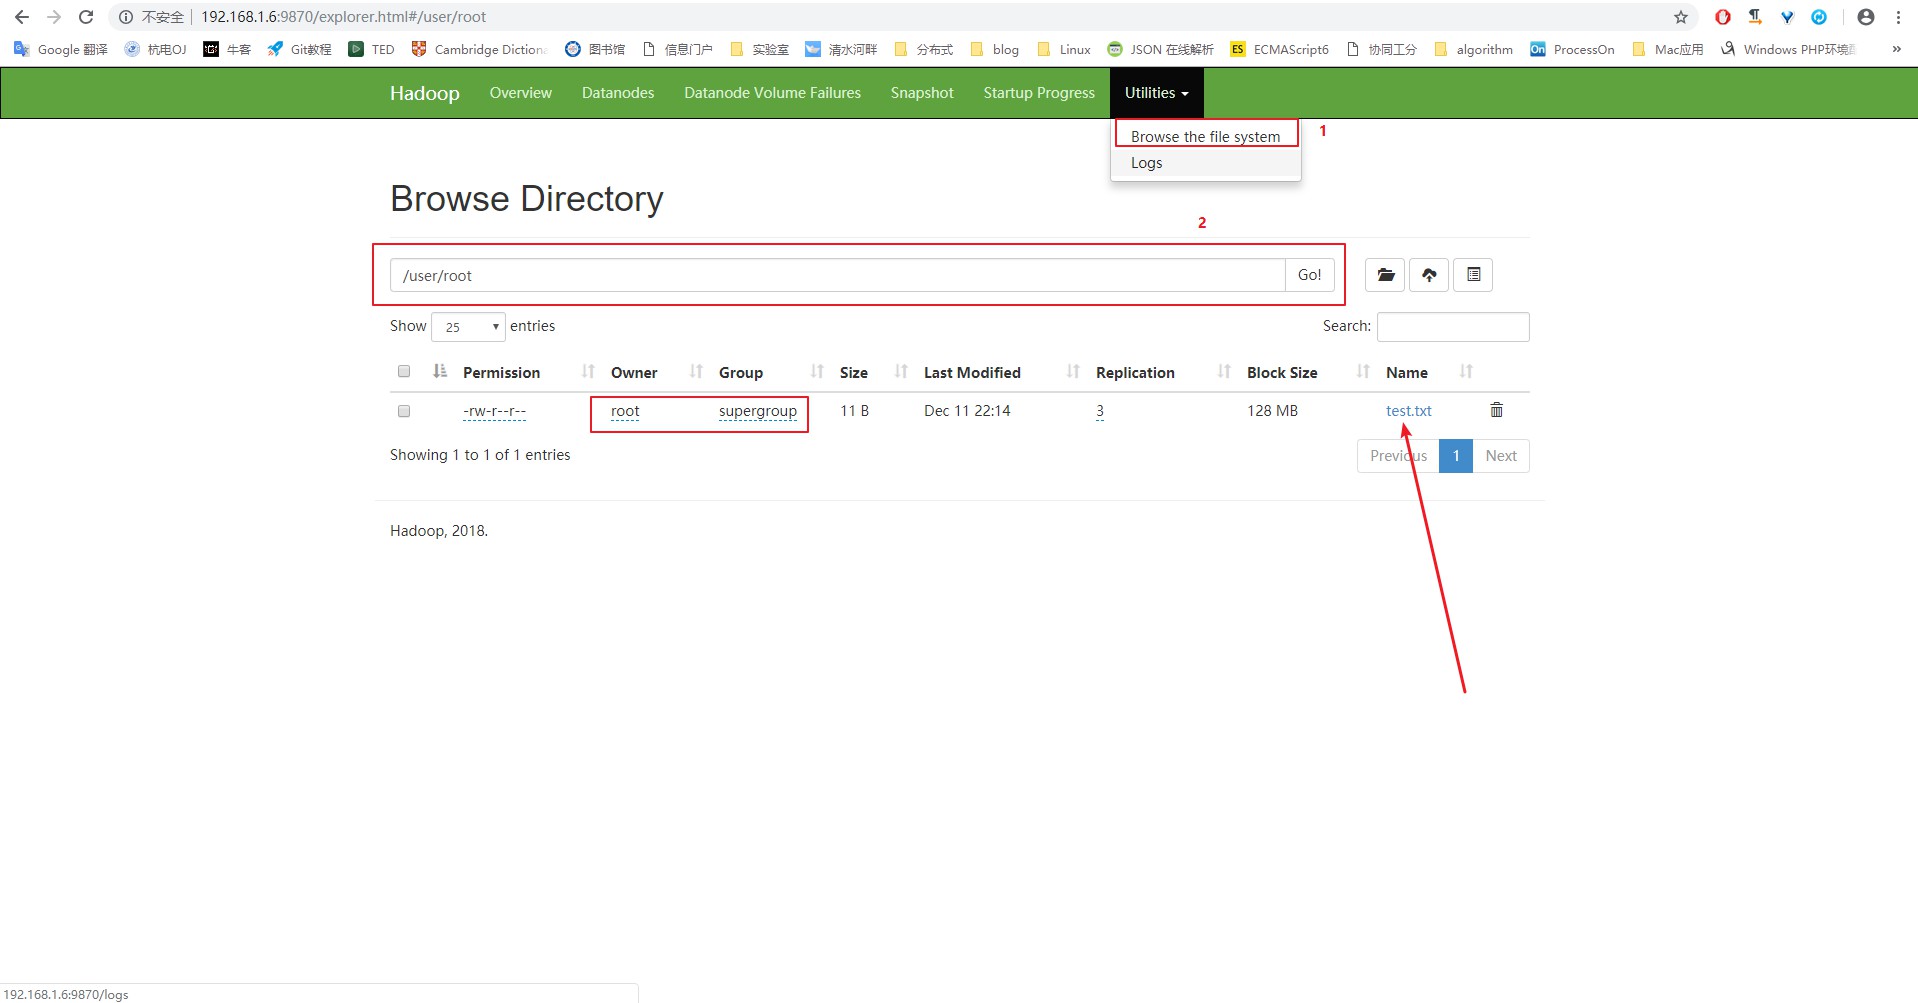 不安全 192.168.1.6:9870/explorer.html#/user/root
Google 翻译 杭电OJ 牛客 Git教程 TED Cambridge Dictiona 图书馆 信息门户 实验室 清水河畔 分布式 blog Linux JSON 在线解析 ES ECMAScript6 协同工分 algorithm On ProcessOn Mac应用 Windows PHP环境 »
Hadoop Overview Datanodes Datanode Volume Failures Snapshot Startup Progress Utilities
Browse the file system 1
Logs
Browse Directory
2
/user/root Go!
Show 25 entries Search:
Permission Owner Group Size Last Modified Replication Block Size Name
-rw-r--r-- root supergroup 11 B Dec 11 22:14 3 128 MB test.txt
Showing 1 to 1 of 1 entries Previous 1 Next
Hadoop, 2018.
192.168.1.6:9870/logs